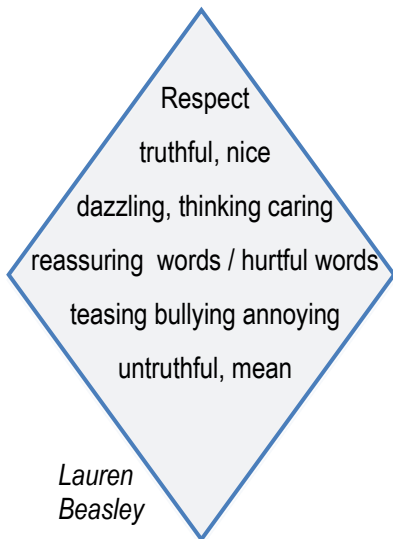 Respect
truthful, nice
dazzling, thinking caring
reassuring  words / hurtful words
teasing bullying annoying
untruthful, mean
Lauren
Beasley